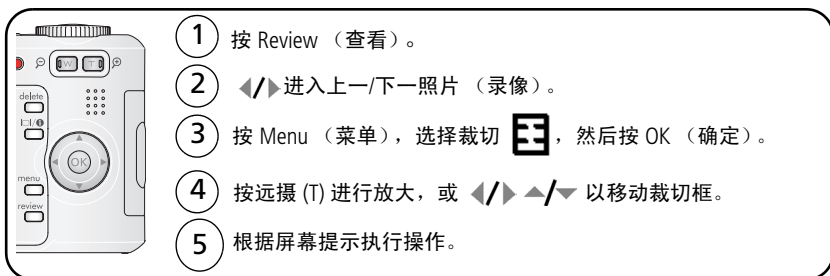 W T
delete
menu
review
OK
1 按 Review （查看）。
2 ◀/▶进入上一/下一照片 （录像）。
3 按 Menu （菜单），选择裁切 ，然后按 OK （确定）。
4 按远摄 (T) 进行放大，或 ◀/▶ ▲/▼ 以移动裁切框。
5 根据屏幕提示执行操作。